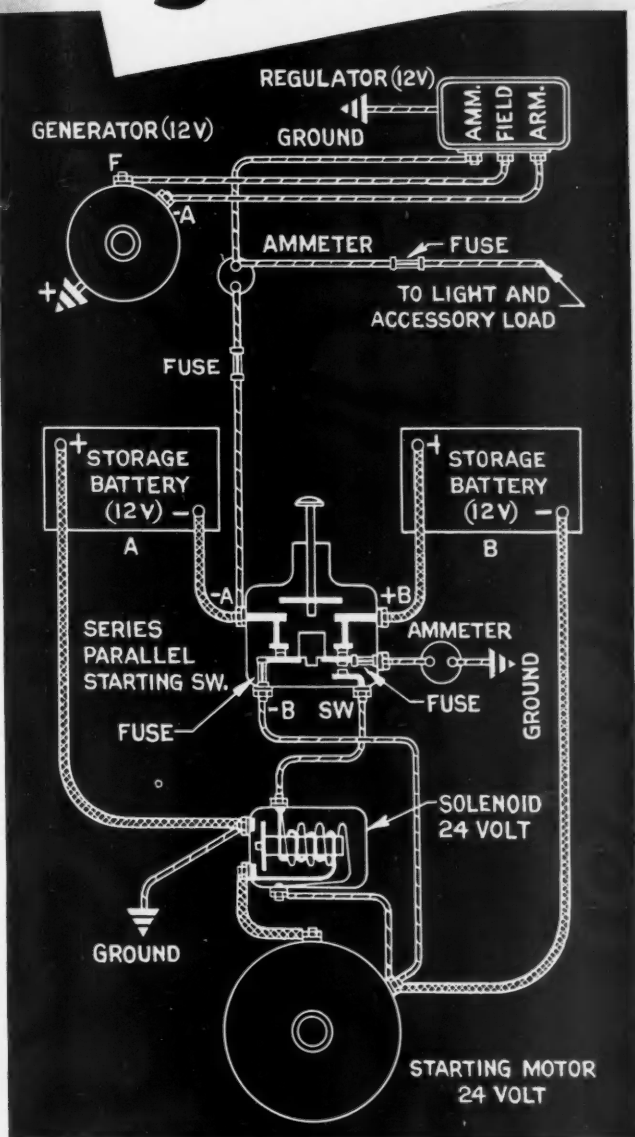 REGULATOR (12V)
AMM.
FIELD
ARM.
GROUND
GENERATOR (12V)
F
-A
+
AMMETER
FUSE
TO LIGHT AND
ACCESSORY LOAD
FUSE
+
STORAGE
BATTERY
(12V) -
A
+
STORAGE
BATTERY
(12V) -
B
-A
+B
SERIES
PARALLEL
STARTING SW.
AMMETER
FUSE
FUSE
GROUND
-B SW
SOLENOID
24 VOLT
GROUND
STARTING MOTOR
24 VOLT